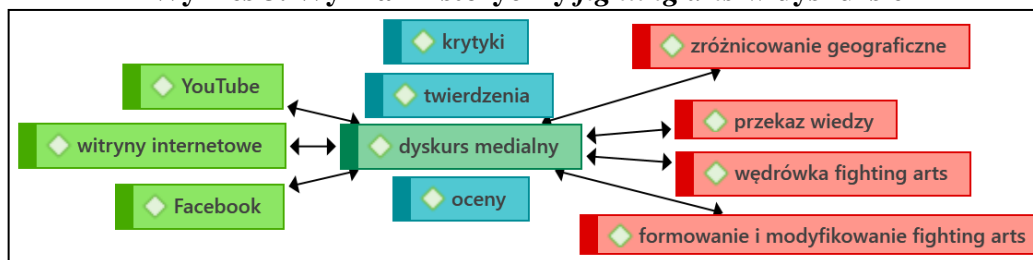 krytyki
zróżnicowanie geograficzne
YouTube
twierdzenia
przekaz wiedzy
witryny internetowe
dyskurs medialny
wędrówka fighting arts
Facebook
oceny
formowanie i modyfikowanie fighting arts